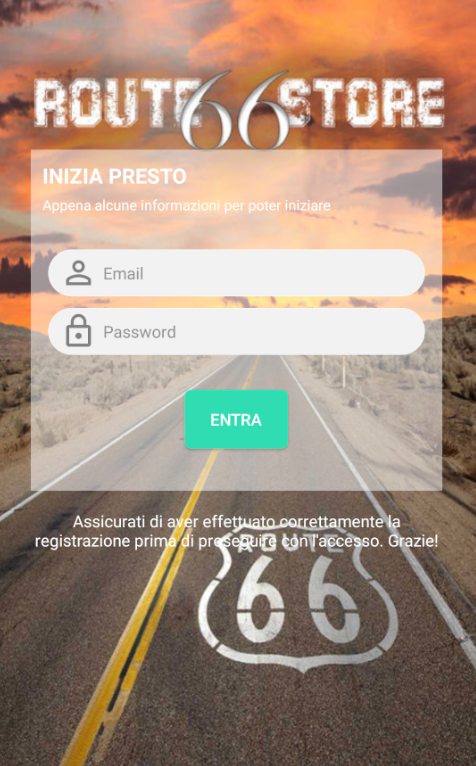 ROUTE 66 STORE
INIZIA PRESTO
Appena alcune informazioni per poter iniziare
Email
Password
ENTRA
Assicurati di aver effettuato correttamente la
registrazione prima di proseguire con l'accesso. Grazie!
ROUTE
66